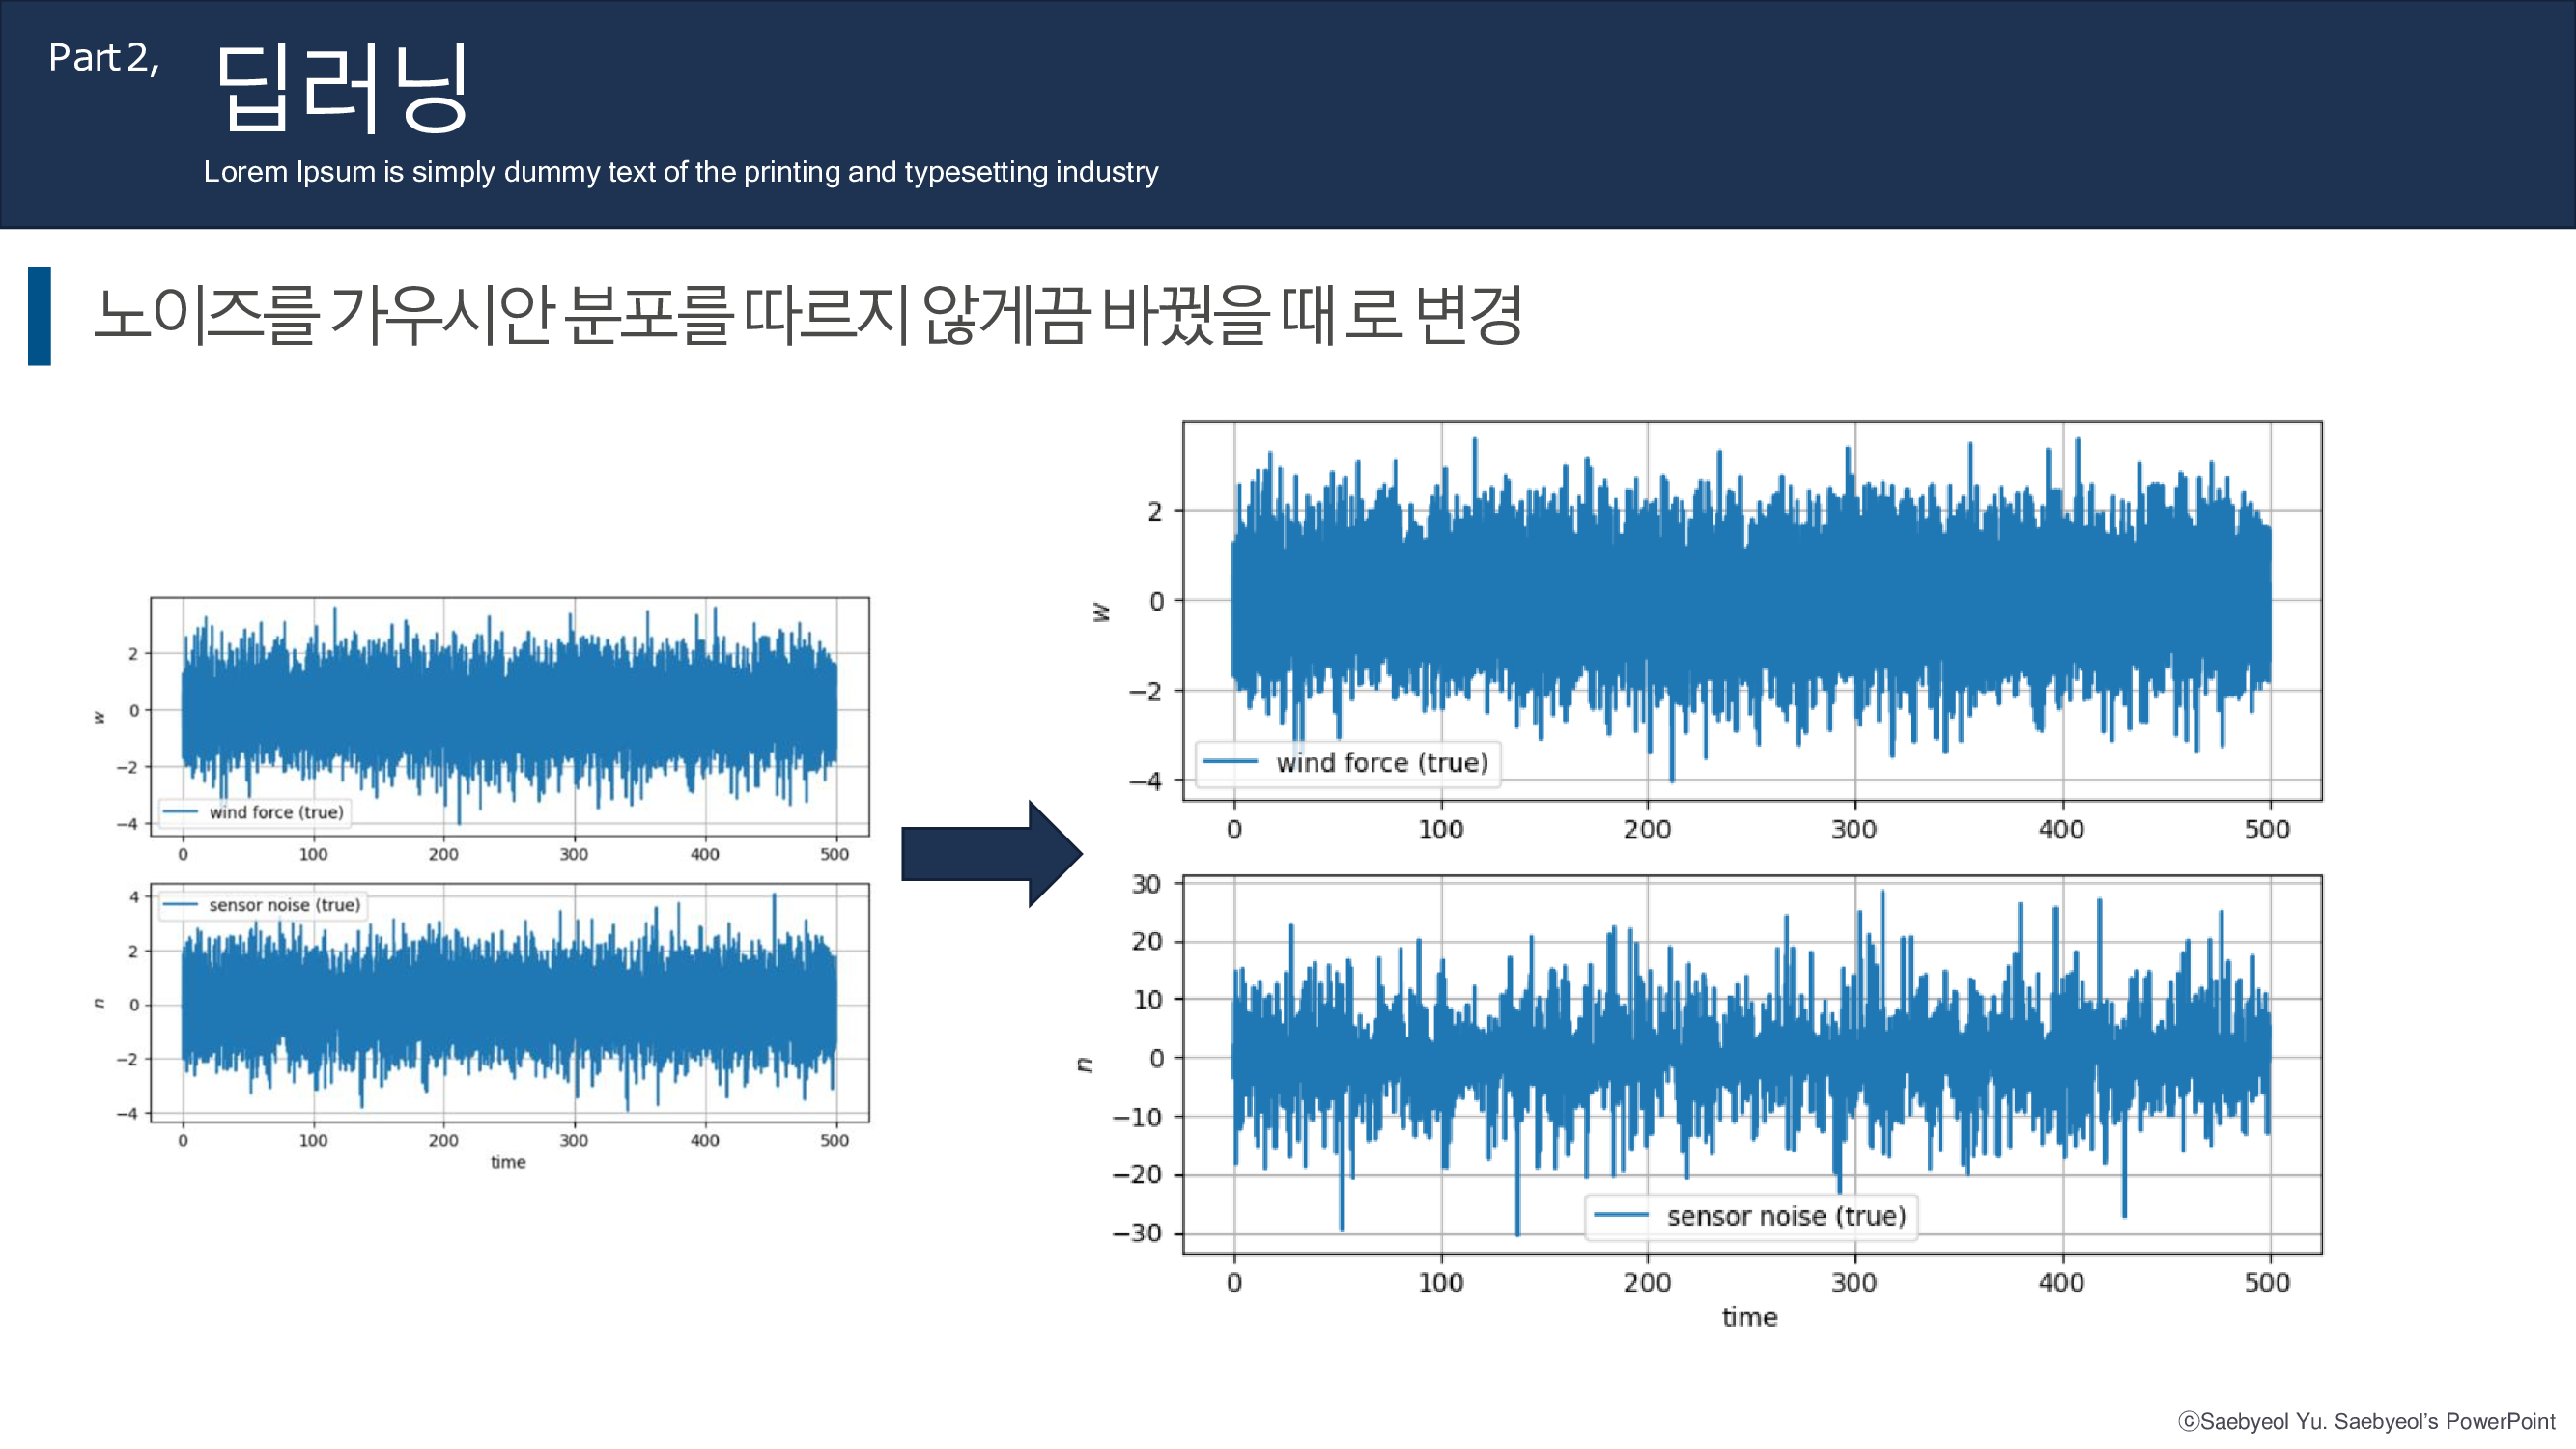 Part 2,
딥러닝
Lorem Ipsum is simply dummy text of the printing and typesetting industry
노이즈를 가우시안 분포를 따르지 않게끔 바꿨을 때 로 변경
2
0
−2
−4
w
wind force (true)
0 100 200 300 400 500
4
2
0
−2
−4
n
sensor noise (true)
0 100 200 300 400 500
time
2
0
−2
−4
w
wind force (true)
0 100 200 300 400 500
30
20
10
0
−10
−20
−30
n
sensor noise (true)
0 100 200 300 400 500
time
ⓒSaebyeol Yu. Saebyeol’s PowerPoint